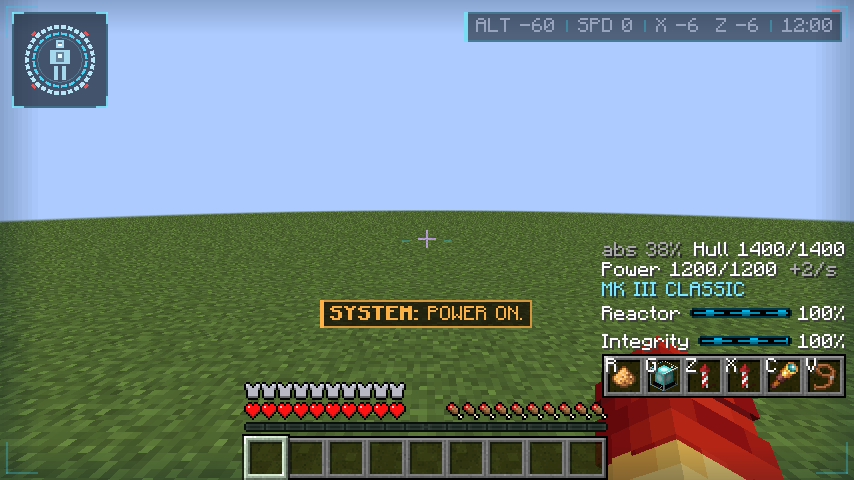 ALT -60 | SPD 0 | X -6 Z -6 | 12:00
abs 38% Hull 1400/1400
Power 1200/1200 +2/s
MK III CLASSIC
SYSTEM: POWER ON.
Reactor 100%
Integrity 100%
R G Z X C V